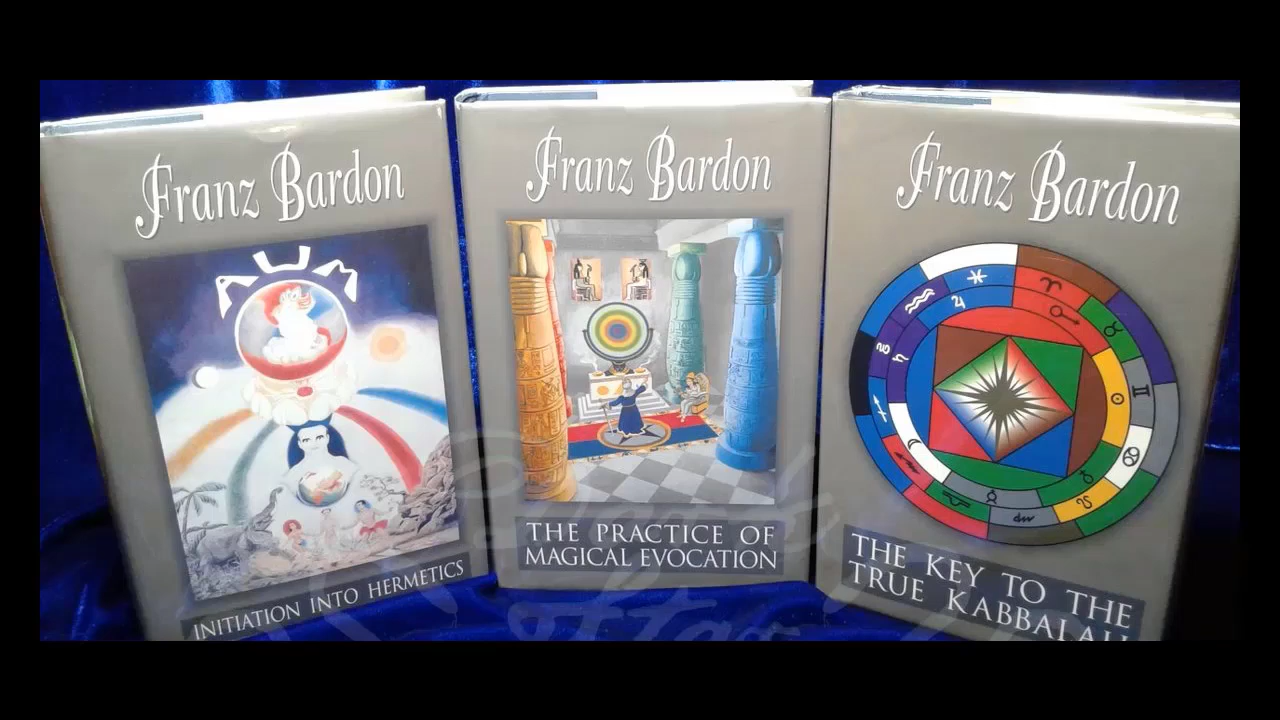 Franz Bardon
AUM
INITIATION INTO HERMETICS
Franz Bardon
THE PRACTICE OF
MAGICAL EVOCATION
Franz Bardon
THE KEY TO THE
TRUE KABBALAH